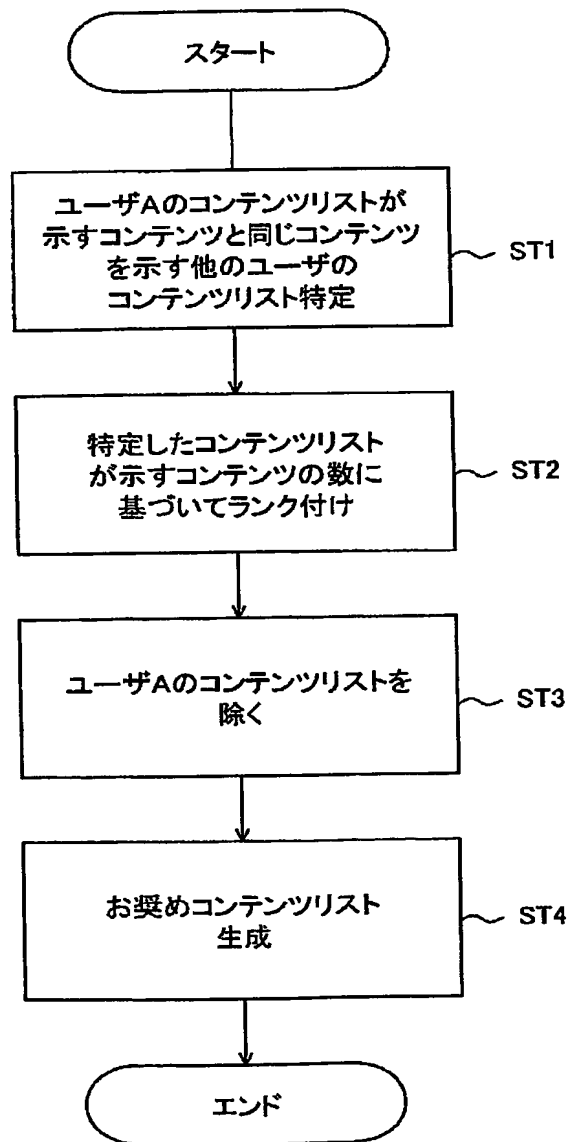 スタート
ユーザAのコンテンツリストが
示すコンテンツと同じコンテンツ
を示す他のユーザの
コンテンツリスト特定
ST1
特定したコンテンツリスト
が示すコンテンツの数に
基づいてランク付け
ST2
ユーザAのコンテンツリストを
除く
ST3
お奨めコンテンツリスト
生成
ST4
エンド